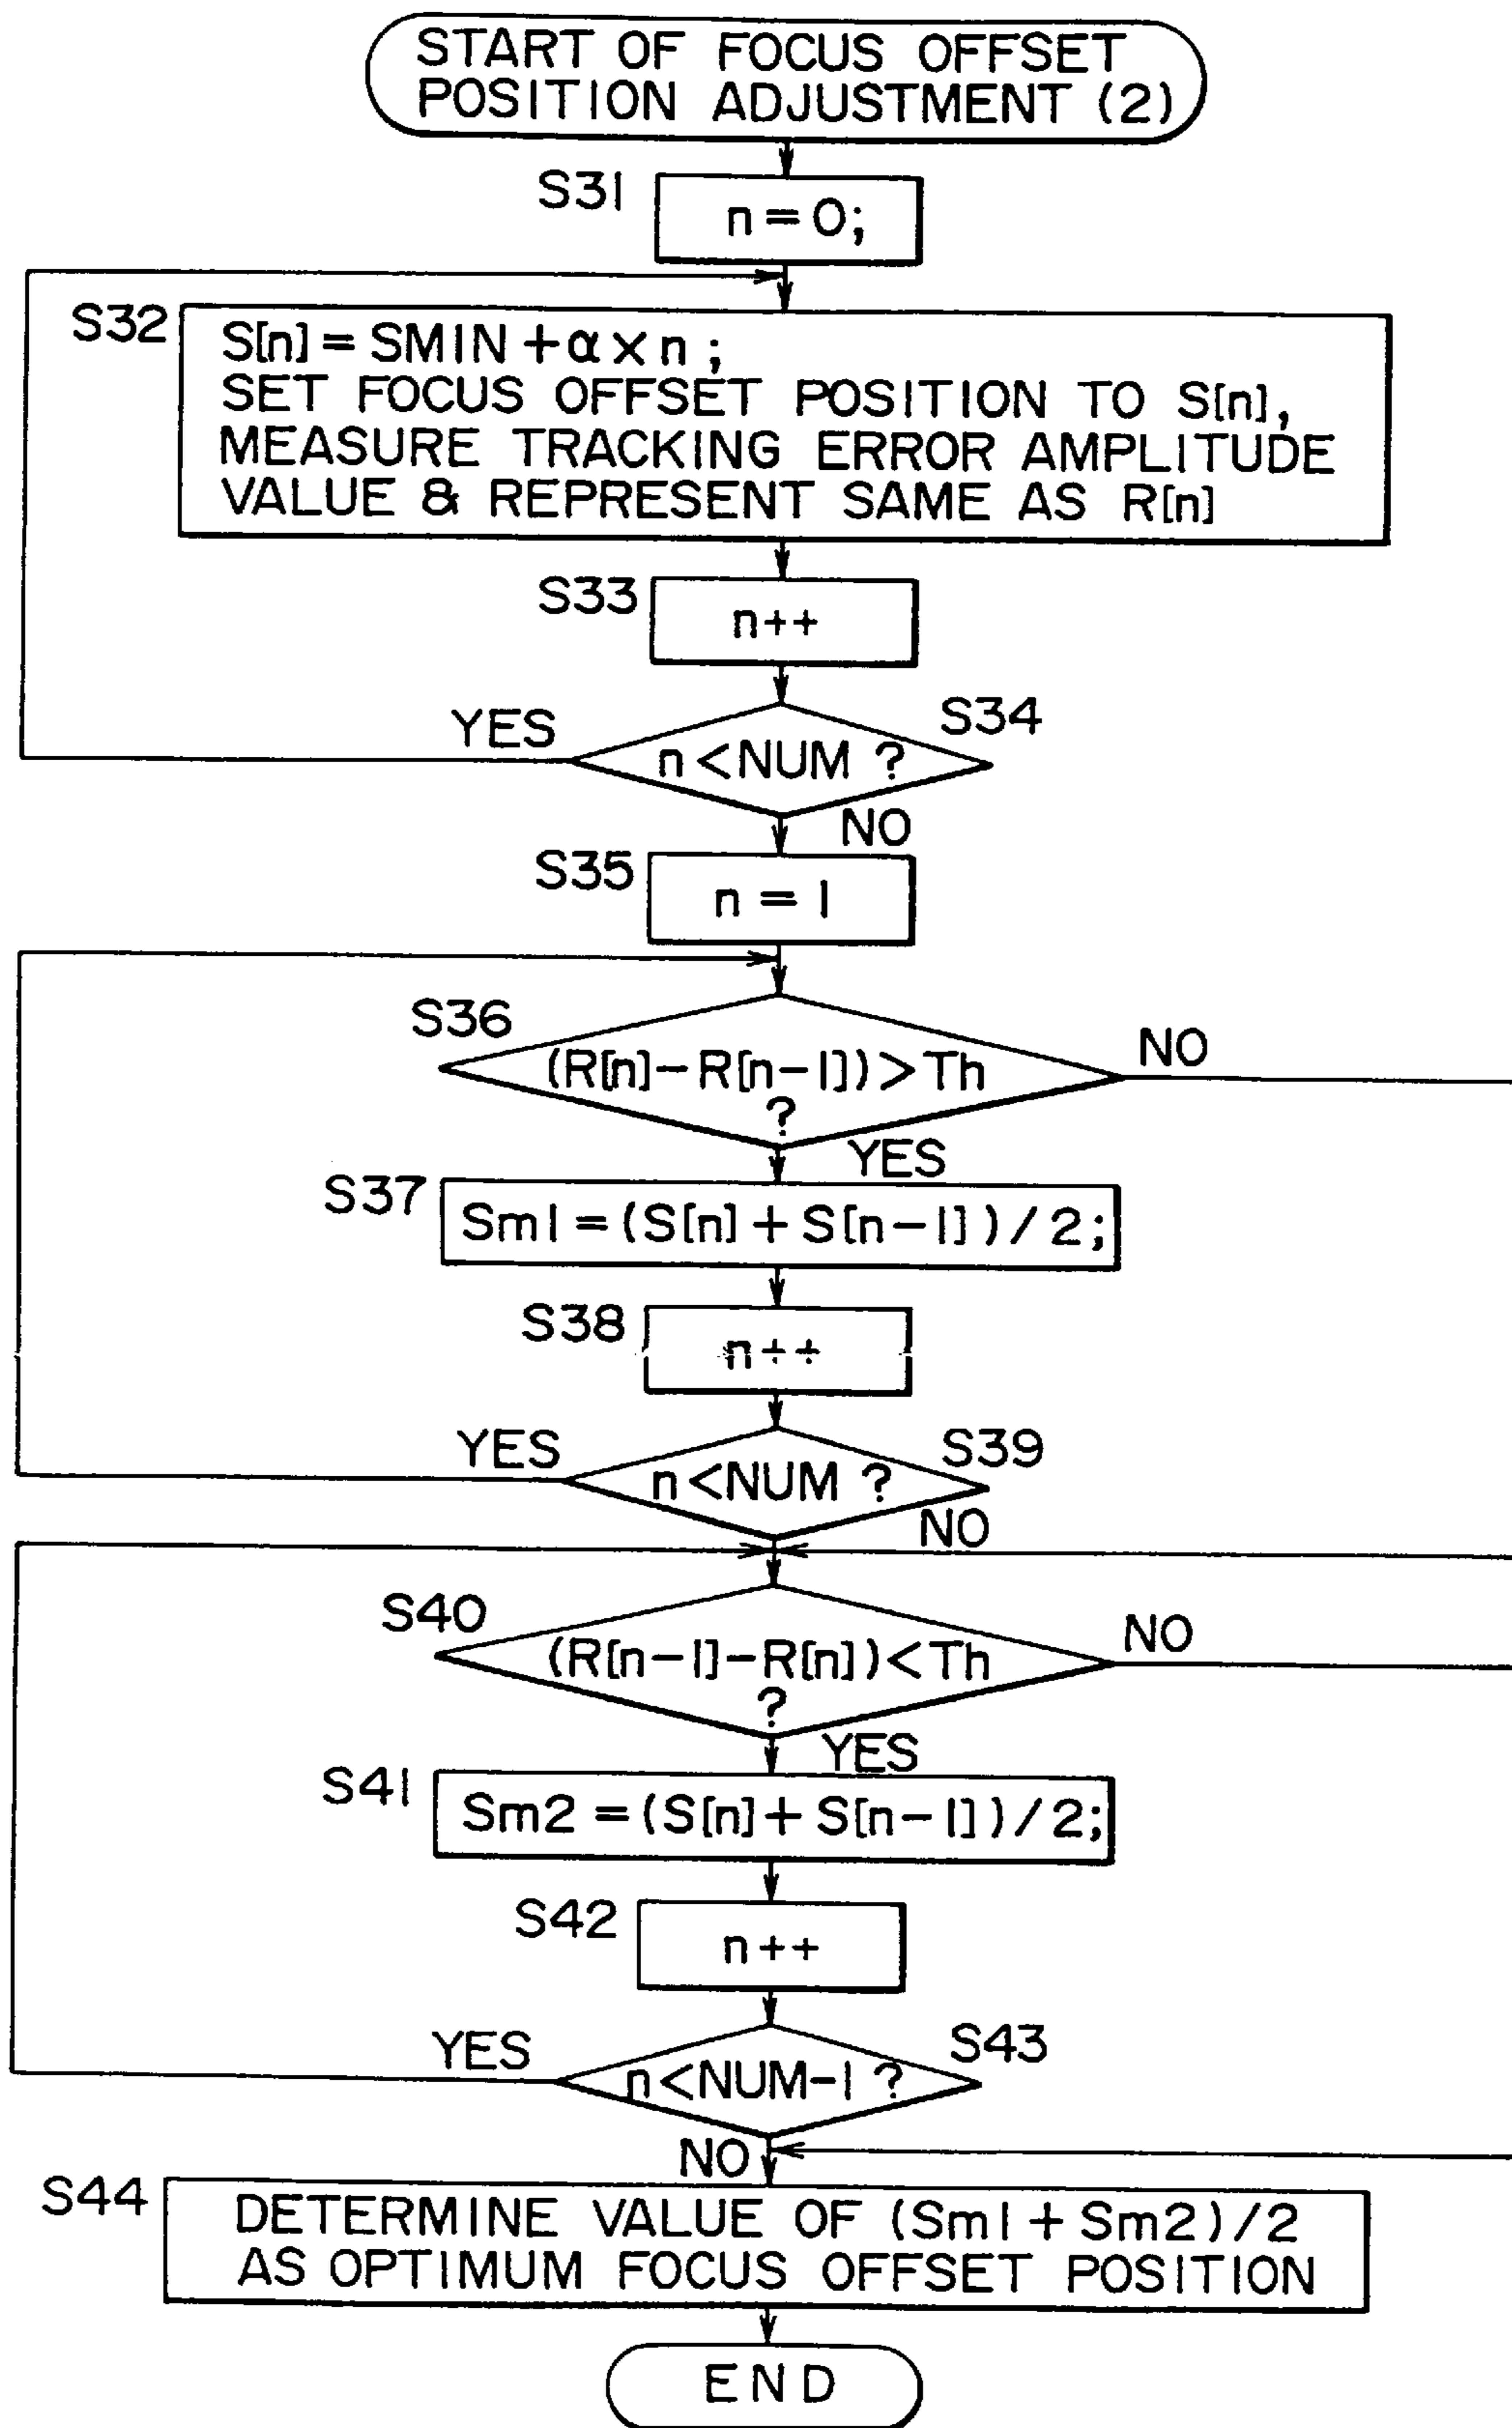 START OF FOCUS OFFSET
POSITION ADJUSTMENT (2)
S31
n = 0;
S32
S[n] = SMIN + α × n ;
SET FOCUS OFFSET POSITION TO S[n],
MEASURE TRACKING ERROR AMPLITUDE
VALUE & REPRESENT SAME AS R[n]
S33
n++
S34
YES
n < NUM ?
NO
S35
n = 1
S36
NO
(R[n] - R[n-1]) > Th
?
YES
S37
Sm1 = (S[n] + S[n-1]) / 2;
S38
n++
YES
S39
n < NUM ?
NO
S40
NO
(R[n-1] - R[n]) < Th
?
YES
S41
Sm2 = (S[n] + S[n-1]) / 2;
S42
n++
YES
S43
n < NUM-1 ?
NO
S44
DETERMINE VALUE OF (Sm1 + Sm2)/2
AS OPTIMUM FOCUS OFFSET POSITION
END